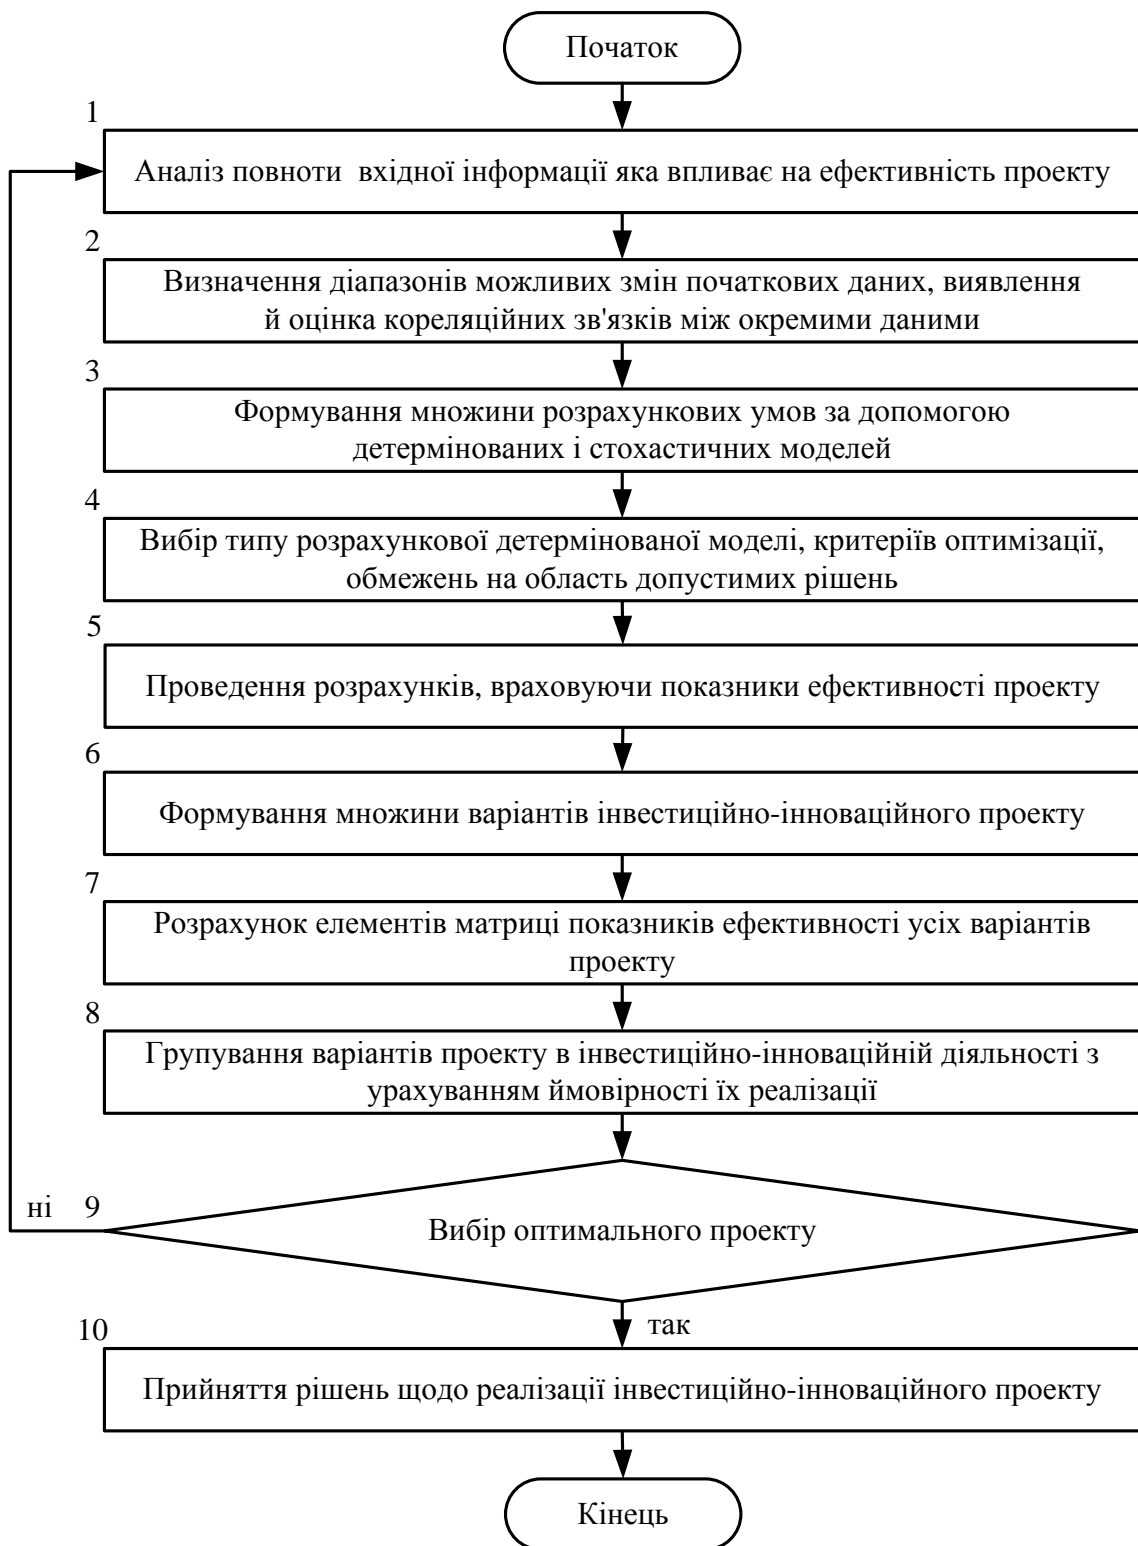 Початок
1
Аналіз повноти вхідної інформації яка впливає на ефективність проекту
2
Визначення діапазонів можливих змін початкових даних, виявлення
й оцінка кореляційних зв'язків між окремими даними
3
Формування множини розрахункових умов за допомогою
детермінованих і стохастичних моделей
4
Вибір типу розрахункової детермінованої моделі, критеріїв оптимізації,
обмежень на область допустимих рішень
5
Проведення розрахунків, враховуючи показники ефективності проекту
6
Формування множини варіантів інвестиційно-інноваційного проекту
7
Розрахунок елементів матриці показників ефективності усіх варіантів
проекту
8
Групування варіантів проекту в інвестиційно-інноваційній діяльності з
урахуванням ймовірності їх реалізації
ні 9
Вибір оптимального проекту
так
10
Прийняття рішень щодо реалізації інвестиційно-інноваційного проекту
Кінець